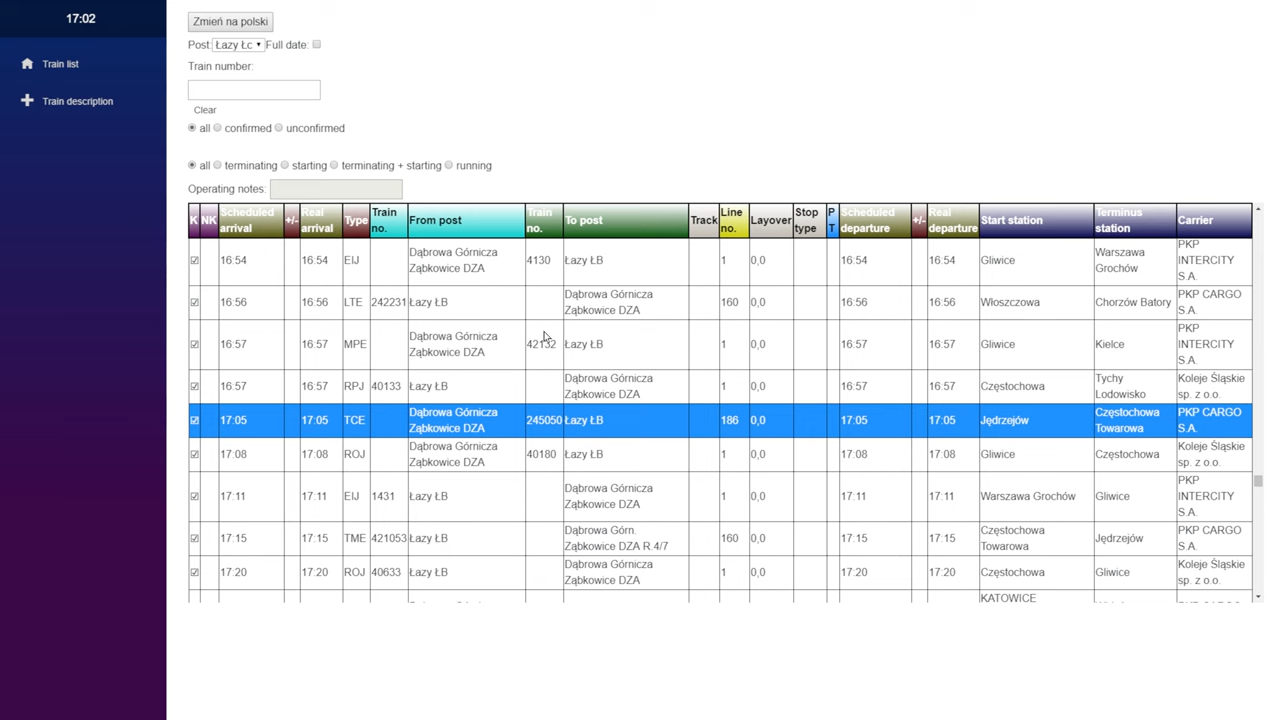 17:02
Train list
Train description
Zmień na polski
Post: Łazy Łc Full date:
Train number:
Clear
all confirmed unconfirmed
all terminating starting terminating + starting running
Operating notes:
K NK Scheduled arrival +/- Real arrival Type Train no. From post Train no. To post Track Line no. Layover Stop type P T Scheduled departure +/- Real departure Start station Terminus station Carrier
16:54 16:54 EIJ Dąbrowa Górnicza Ząbkowice DZA 4130 Łazy ŁB 1 0,0 16:54 16:54 Gliwice Warszawa Grochów PKP INTERCITY S.A.
16:56 16:56 LTE 242231 Łazy ŁB Dąbrowa Górnicza Ząbkowice DZA 160 0,0 16:56 16:56 Włoszczowa Chorzów Batory PKP CARGO S.A.
16:57 16:57 MPE Dąbrowa Górnicza Ząbkowice DZA 42132 Łazy ŁB 1 0,0 16:57 16:57 Gliwice Kielce PKP INTERCITY S.A.
16:57 16:57 RPJ 40133 Łazy ŁB Dąbrowa Górnicza Ząbkowice DZA 1 0,0 16:57 16:57 Częstochowa Tychy Lodowisko Koleje Śląskie sp. z o.o.
17:05 17:05 TCE Dąbrowa Górnicza Ząbkowice DZA 245050 Łazy ŁB 186 0,0 17:05 17:05 Jędrzejów Częstochowa Towarowa PKP CARGO S.A.
17:08 17:08 ROJ Dąbrowa Górnicza Ząbkowice DZA 40180 Łazy ŁB 1 0,0 17:08 17:08 Gliwice Częstochowa Koleje Śląskie sp. z o.o.
17:11 17:11 EIJ 1431 Łazy ŁB Dąbrowa Górnicza Ząbkowice DZA 1 0,0 17:11 17:11 Warszawa Grochów Gliwice PKP INTERCITY S.A.
17:15 17:15 TME 421053 Łazy ŁB Dąbrowa Górn. Ząbkowice DZA R.4/7 160 0,0 17:15 17:15 Częstochowa Towarowa Jędrzejów PKP CARGO S.A.
17:20 17:20 ROJ 40633 Łazy ŁB Dąbrowa Górnicza Ząbkowice DZA 1 0,0 17:20 17:20 Częstochowa Gliwice Koleje Śląskie sp. z o.o.
KATOWICE